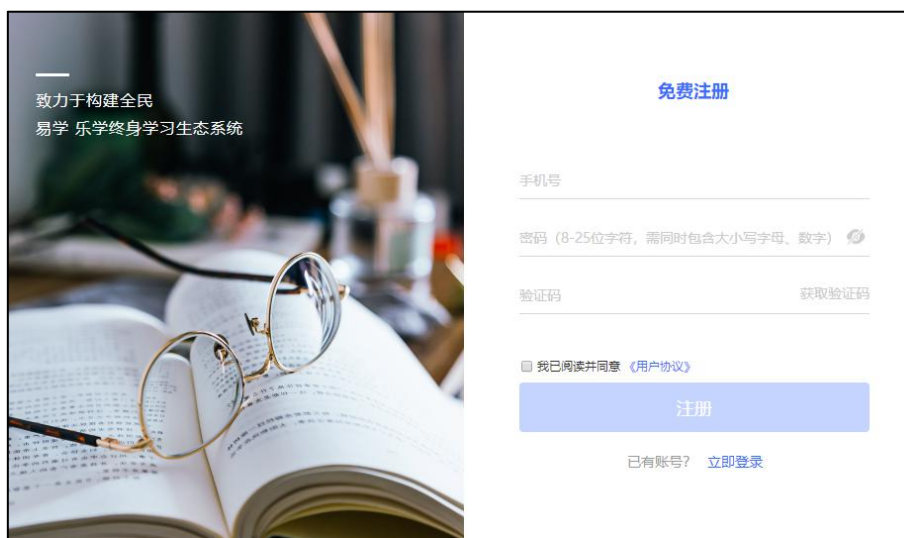 致力于构建全民
易学 乐学终身学习生态系统
免费注册
手机号
密码（8-25位字符，需同时包含大小写字母、数字）
验证码 获取验证码
我已阅读并同意 《用户协议》
注册
已有账号? 立即登录